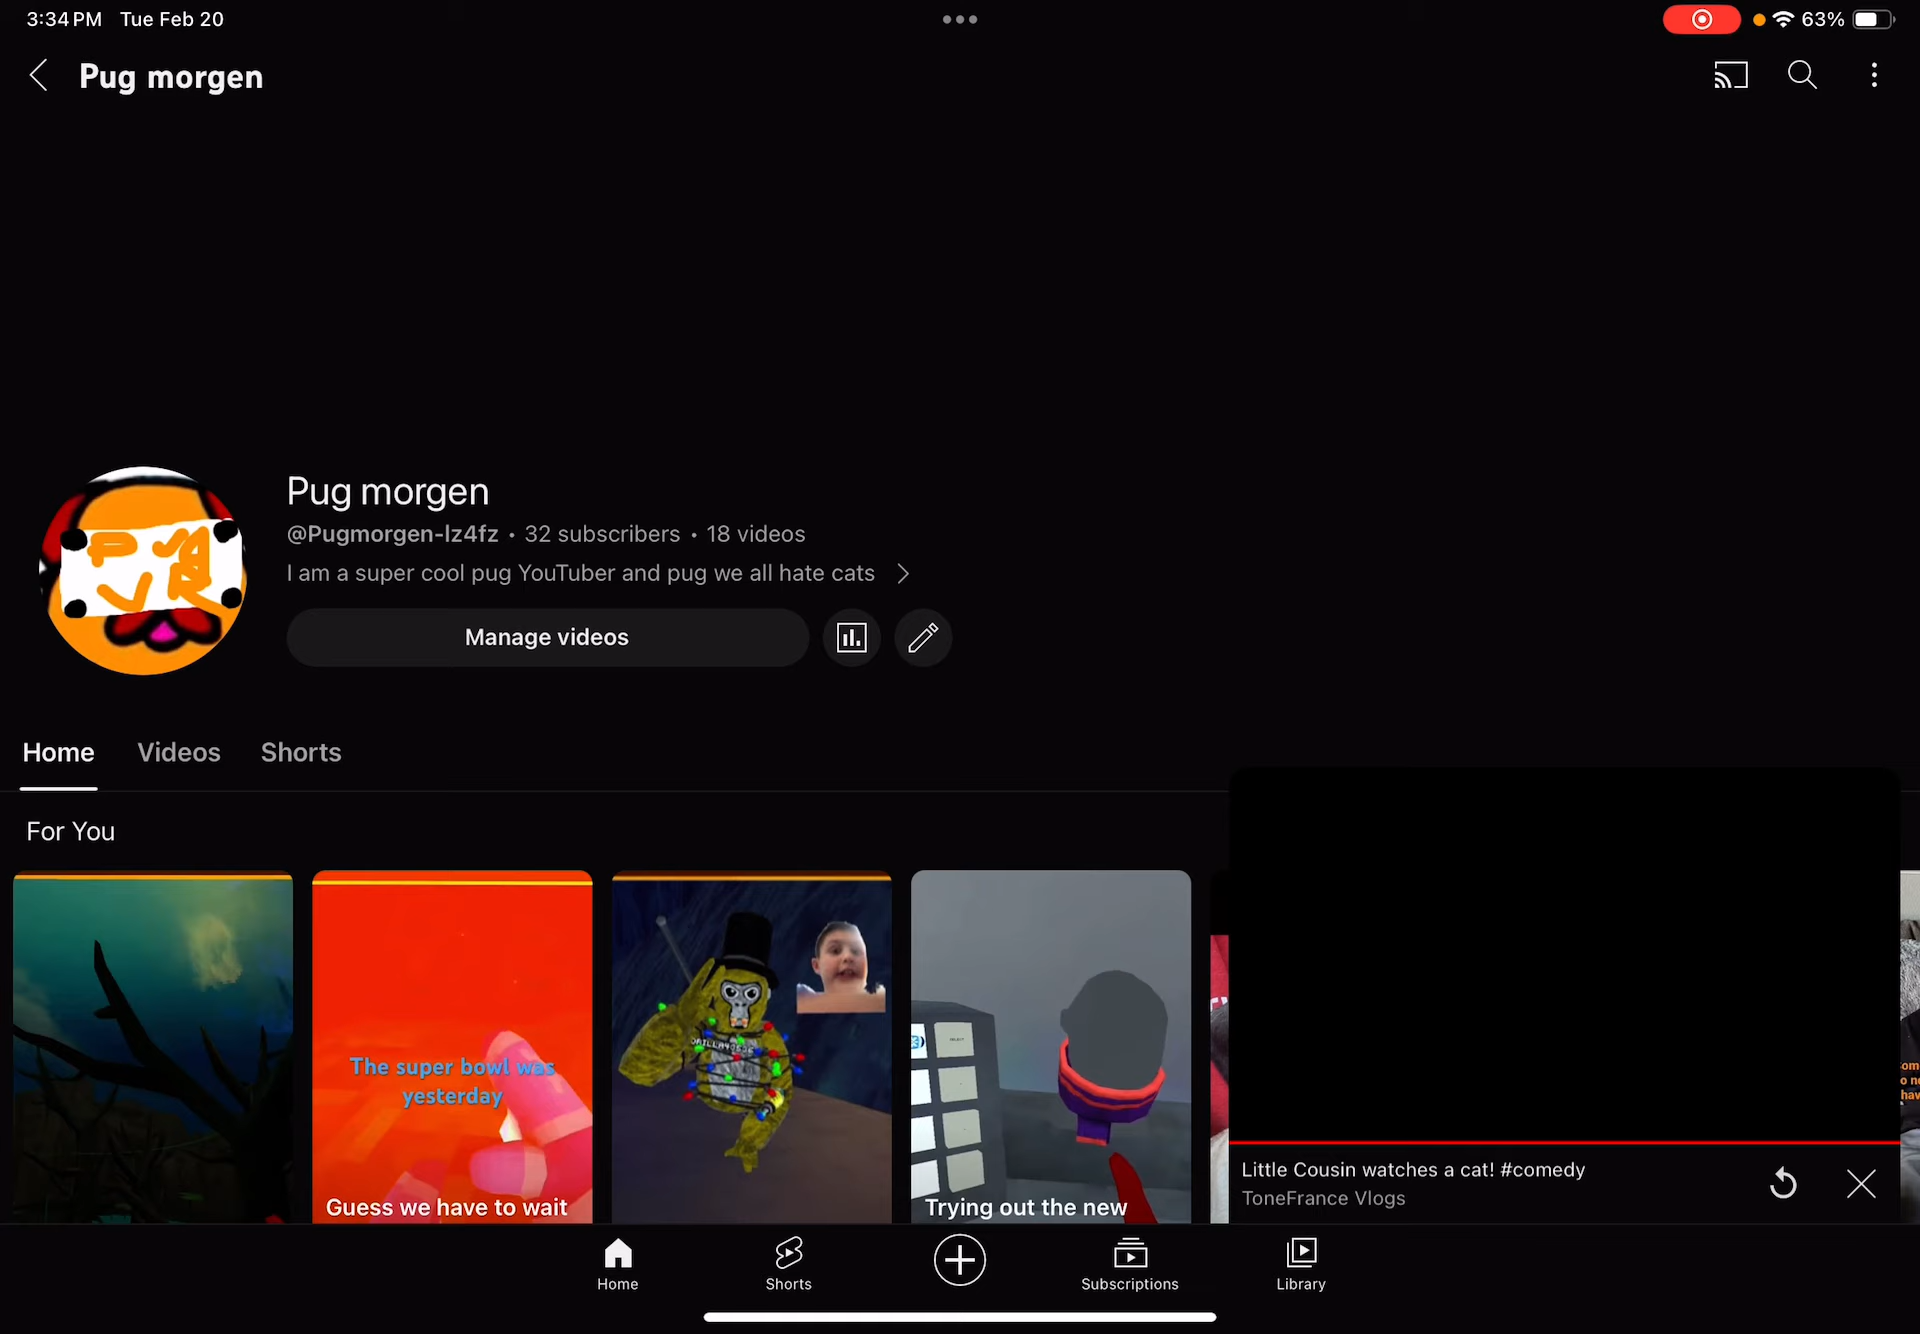 3:34 PM Tue Feb 20
63%
Pug morgen
Pug morgen
@Pugmorgen-lz4fz • 32 subscribers • 18 videos
I am a super cool pug YouTuber and pug we all hate cats
Manage videos
Home Videos Shorts
For You
The super bowl was
yesterday
Guess we have to wait
Trying out the new
Little Cousin watches a cat! #comedy
ToneFrance Vlogs
Home Shorts Subscriptions Library